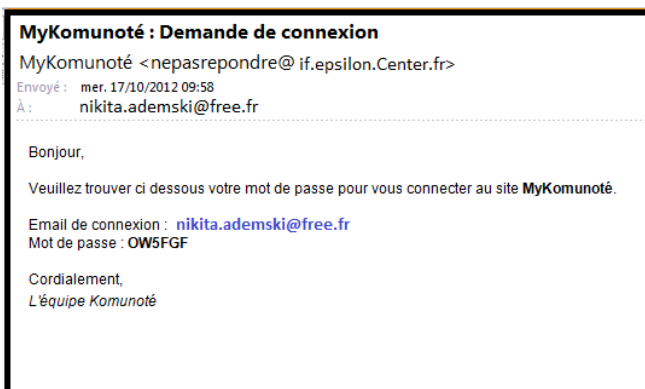 MyKomunoté : Demande de connexion
MyKomunoté <nepasrepondre@ if.epsilon.Center.fr>
Envoyé : mer. 17/10/2012 09:58
À : nikita.ademski@free.fr
Bonjour,
Veuillez trouver ci dessous votre mot de passe pour vous connecter au site MyKomunoté.
Email de connexion : nikita.ademski@free.fr
Mot de passe : OW5FGF
Cordialement,
L'équipe Komunoté